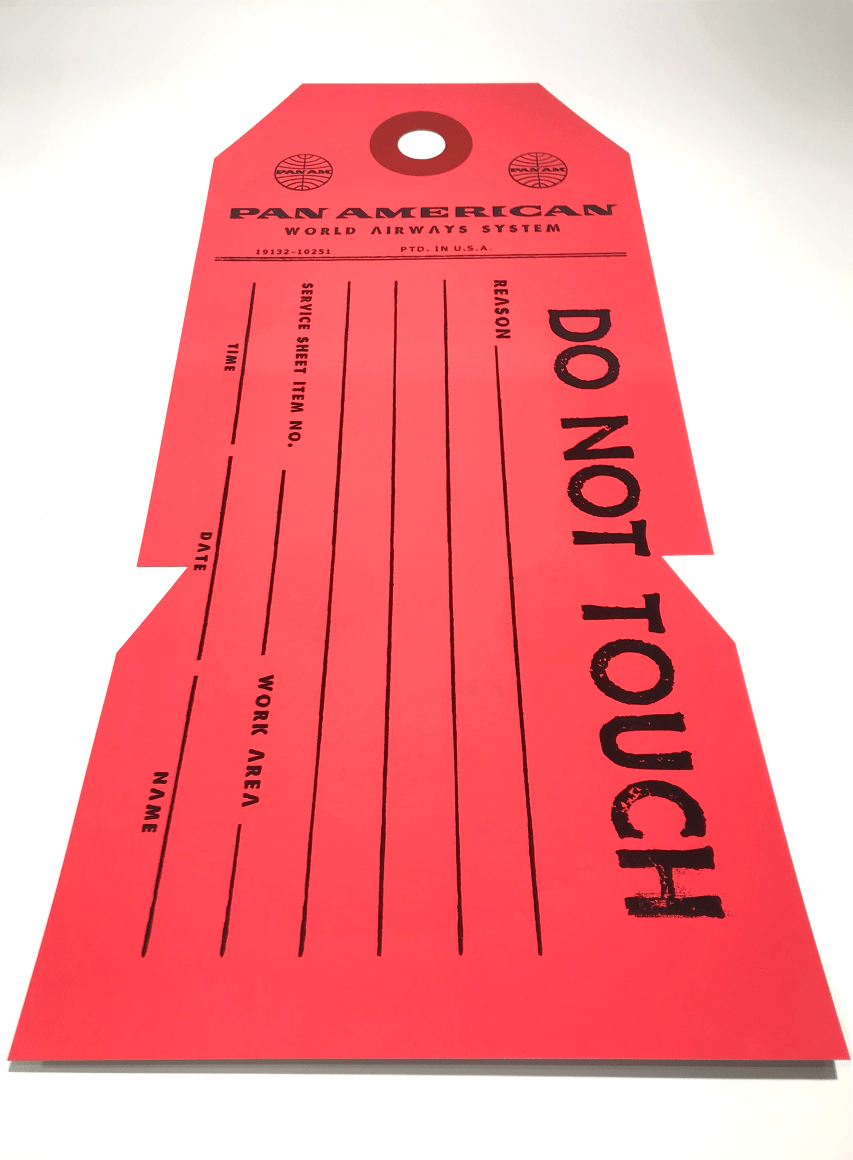 PAN AM
PAN AM
PAN AMERICAN
WORLD AIRWAYS SYSTEM
19132-10251 PTD. IN U.S.A.
DO NOT TOUCH
REASON
SERVICE SHEET ITEM NO. WORK AREA
TIME DATE NAME